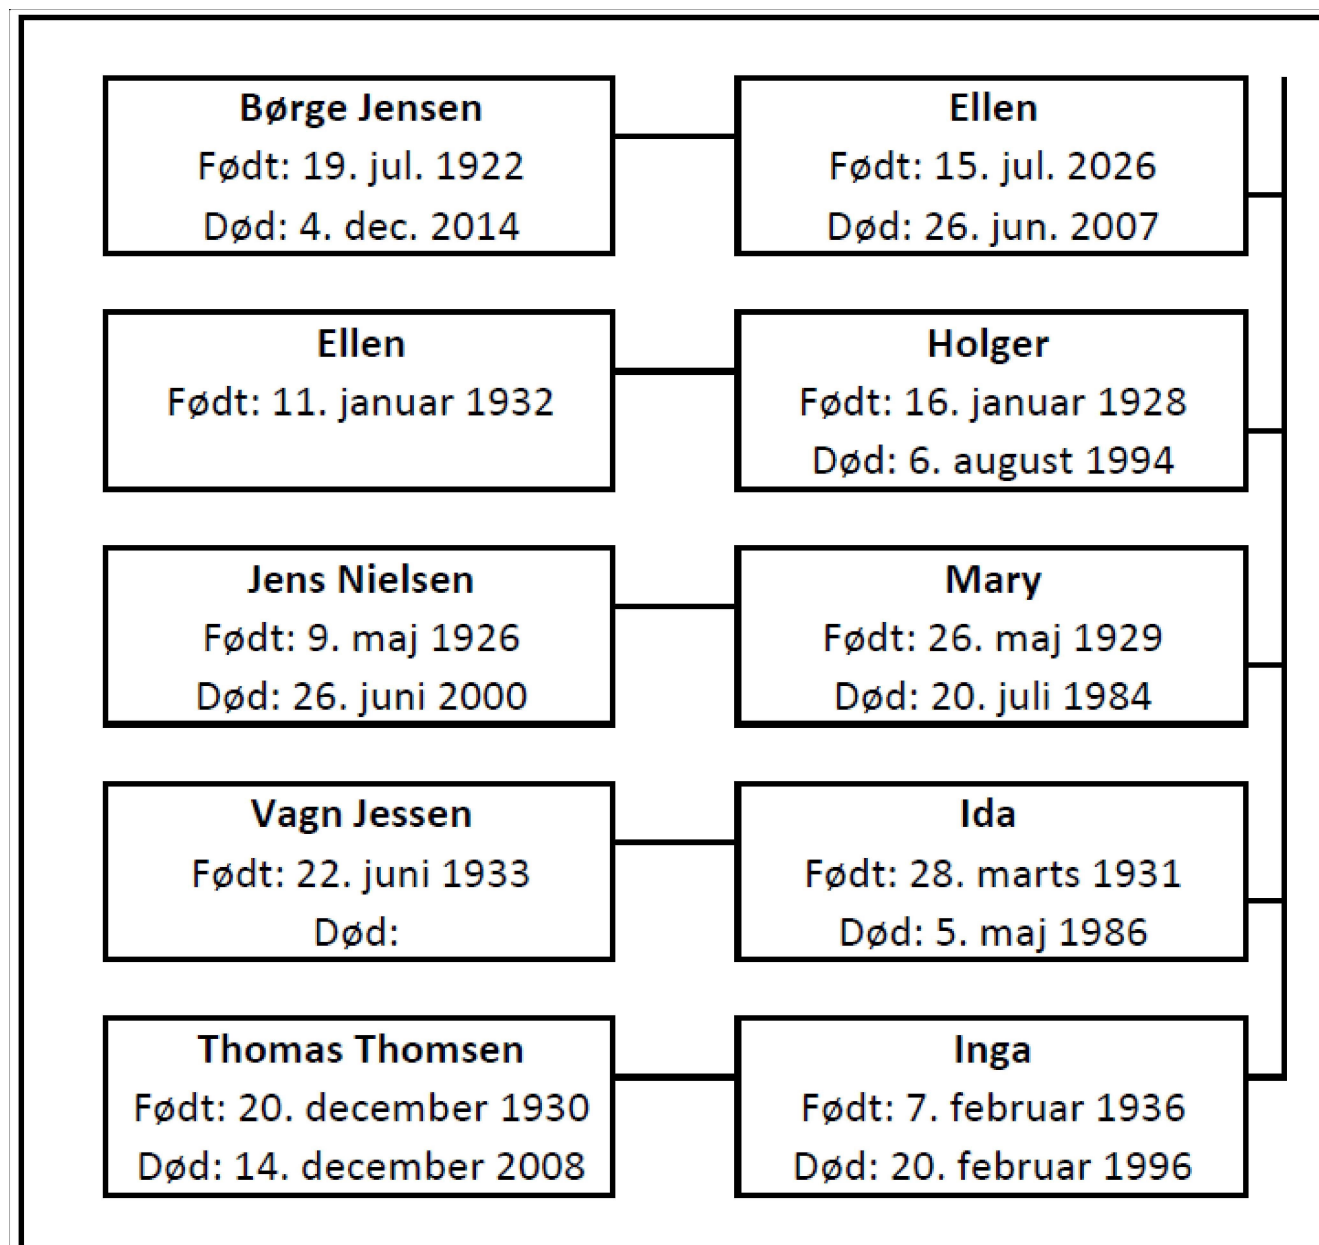 Børge Jensen
Født: 19. jul. 1922
Død: 4. dec. 2014
Ellen
Født: 15. jul. 2026
Død: 26. jun. 2007
Ellen
Født: 11. januar 1932
Holger
Født: 16. januar 1928
Død: 6. august 1994
Jens Nielsen
Født: 9. maj 1926
Død: 26. juni 2000
Mary
Født: 26. maj 1929
Død: 20. juli 1984
Vagn Jessen
Født: 22. juni 1933
Død:
Ida
Født: 28. marts 1931
Død: 5. maj 1986
Thomas Thomsen
Født: 20. december 1930
Død: 14. december 2008
Inga
Født: 7. februar 1936
Død: 20. februar 1996